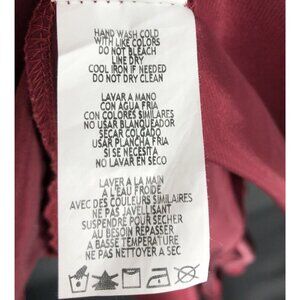 HAND WASH COLD
WITH LIKE COLORS
DO NOT BLEACH
LINE DRY
COOL IRON IF NEEDED
DO NOT DRY CLEAN
LAVAR A MANO
CON AGUA FRIA
CON COLORES SIMILARES
NO USAR BLANQUEADOR
SECAR COLGADO
USAR PLANCHA FRIA
SI SE NECESITA
NO LAVAR EN SECO
LAVER A LA MAIN
A L'EAU FROIDE
AVEC DES COULEURS SIMILAIRES
NE PAS JAVELLISANT
SUSPENDRE POUR SECHER
AU BESOIN REPASSER
A BASSE TEMPERATURE
NE PAS NETTOYER A SEC